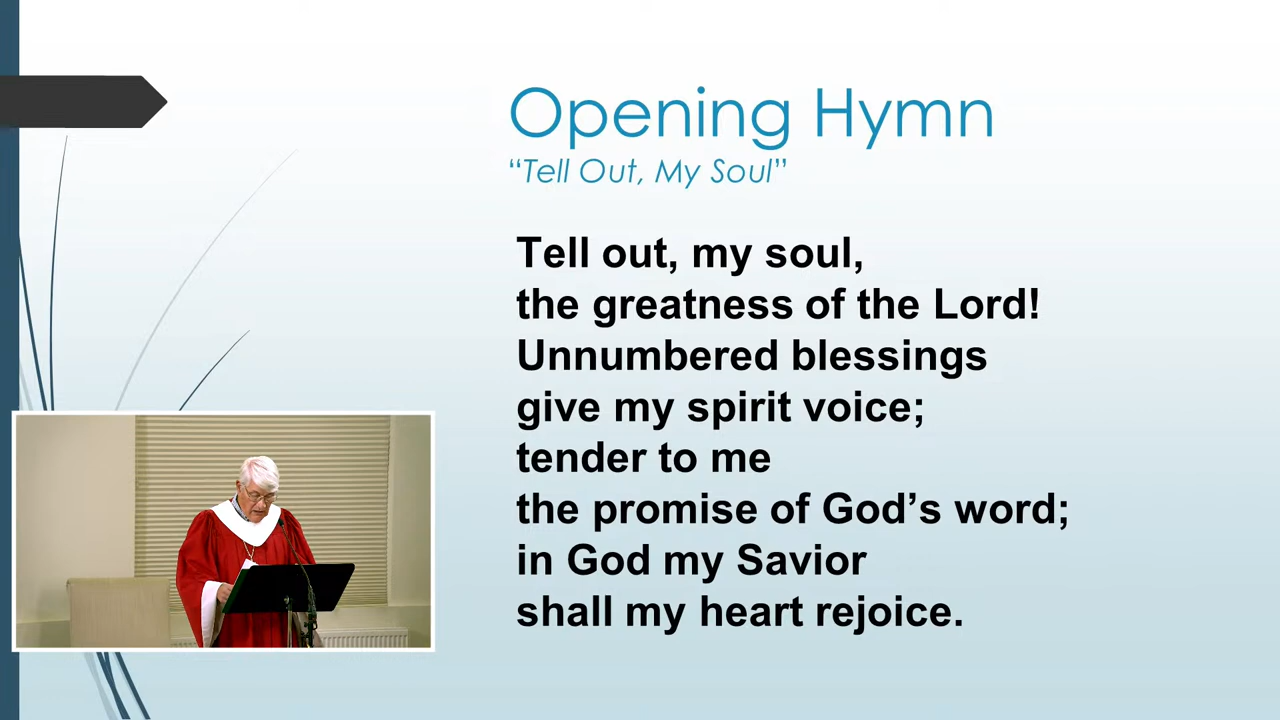 Opening Hymn
“Tell Out, My Soul”
Tell out, my soul,
the greatness of the Lord!
Unnumbered blessings
give my spirit voice;
tender to me
the promise of God’s word;
in God my Savior
shall my heart rejoice.